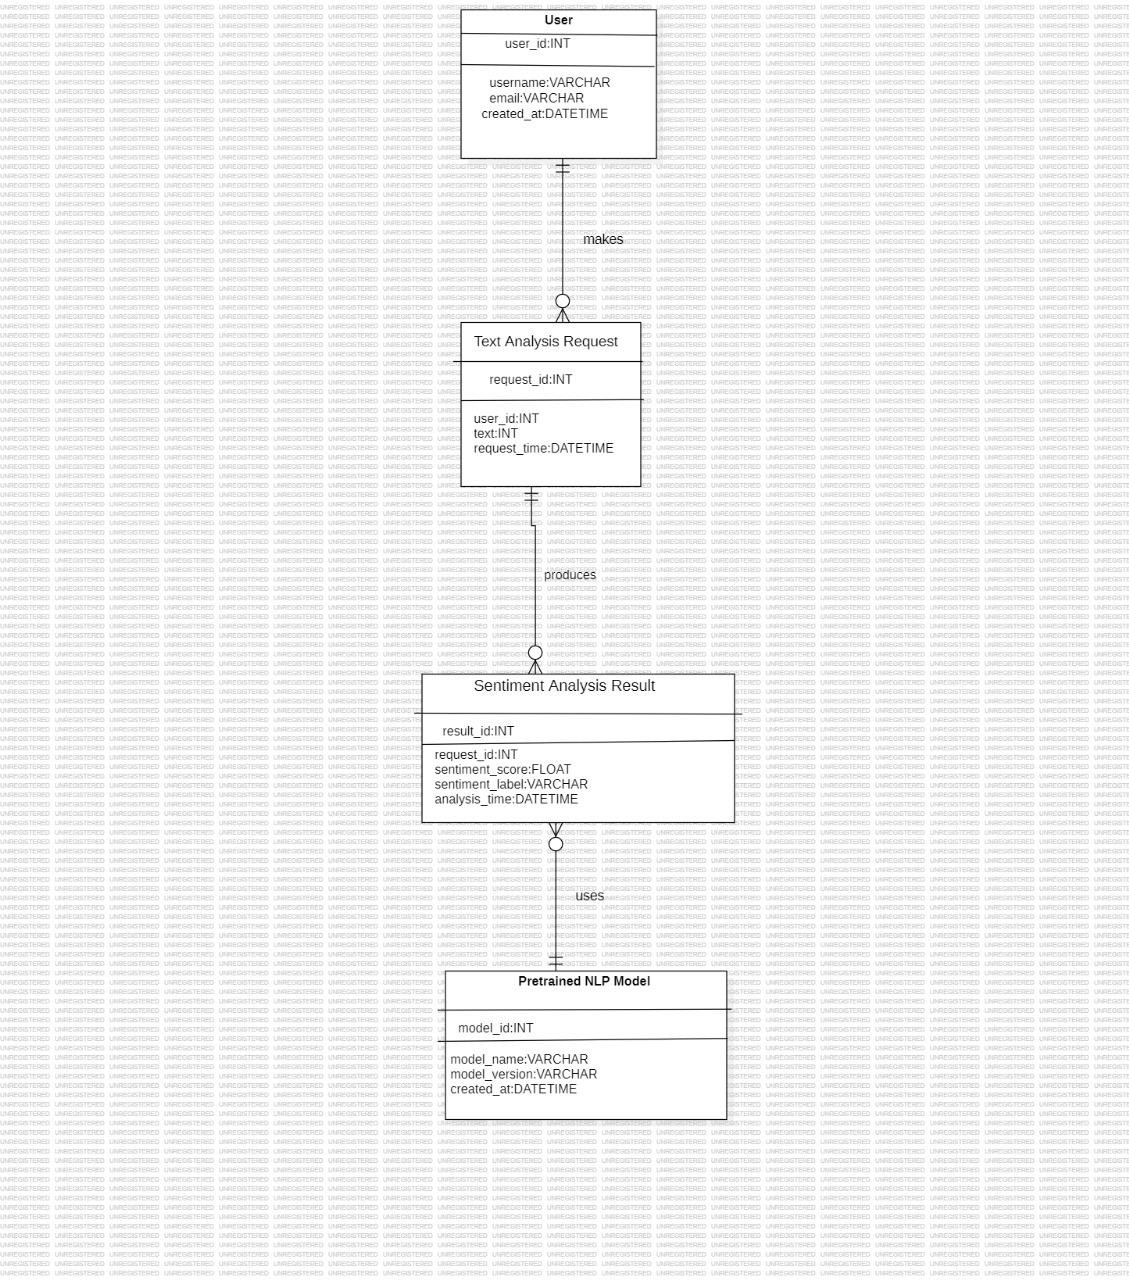 User
user_id:INT
username:VARCHAR
email:VARCHAR
created_at:DATETIME
makes
Text Analysis Request
request_id:INT
user_id:INT
text:INT
request_time:DATETIME
produces
Sentiment Analysis Result
result_id:INT
request_id:INT
sentiment_score:FLOAT
sentiment_label:VARCHAR
analysis_time:DATETIME
uses
Pretrained NLP Model
model_id:INT
model_name:VARCHAR
model_version:VARCHAR
created_at:DATETIME
UNREGISTERED